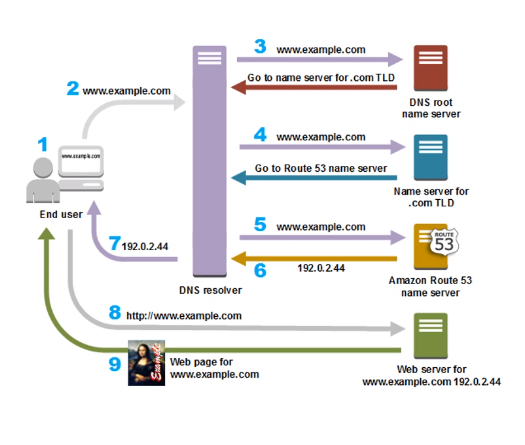 3 www.example.com
Go to name server for .com TLD
DNS root
name server
2 www.example.com
1
www.example.com
End user
4 www.example.com
Go to Route 53 name server
Name server for
.com TLD
5 www.example.com
6 192.0.2.44
ROUTE
53
Amazon Route 53
name server
7 192.0.2.44
DNS resolver
8 http://www.example.com
9
Example
Web page for
www.example.com
Web server for
www.example.com 192.0.2.44